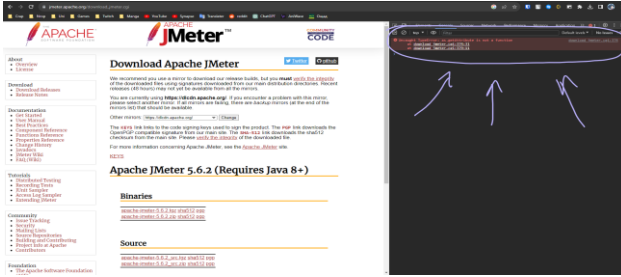 jmeter.apache.org/download_jmeter.cgi
APACHE
SOFTWARE FOUNDATION
APACHE
JMeter™
CODE
About
Overview
License
Download
Download Releases
Release Notes
Documentation
Get Started
User Manual
Best Practices
Component Reference
Functions Reference
Properties Reference
Change History
Javadocs
JMeter Wiki
FAQ (Wiki)
Tutorials
Distributed Testing
Recording Tests
JUnit Sampler
Access Log Sampler
Extending JMeter
Community
Issue Tracking
Security
Mailing Lists
Source Repositories
Building and Contributing
Project Info at Apache
Contributors
Foundation
The Apache Software Foundation
Download Apache JMeter
Twitter
github
We recommend you use a mirror to download our release builds, but you must verify the integrity
of the downloaded files using signatures downloaded from our main distribution directories. Recent
releases (48 hours) may not yet be available from all the mirrors.
You are currently using https://dlcdn.apache.org/. If you encounter a problem with this mirror,
please select another mirror. If all mirrors are failing, there are backup mirrors (at the end of the
mirrors list) that should be available.
Other mirrors: https://dlcdn.apache.org/ Change
The KEYS link links to the code signing keys used to sign the product. The PGP link downloads the
OpenPGP compatible signature from our main site. The SHA-512 link downloads the sha512
checksum from the main site. Please verify the integrity of the downloaded file.
For more information concerning Apache JMeter, see the Apache JMeter site.
KEYS
Apache JMeter 5.6.2 (Requires Java 8+)
Binaries
apache-jmeter-5.6.2.tgz sha512 pgp
apache-jmeter-5.6.2.zip sha512 pgp
Source
apache-jmeter-5.6.2_src.tgz sha512 pgp
apache-jmeter-5.6.2_src.zip sha512 pgp